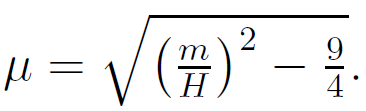 μ = √((m/H)² − 9/4).